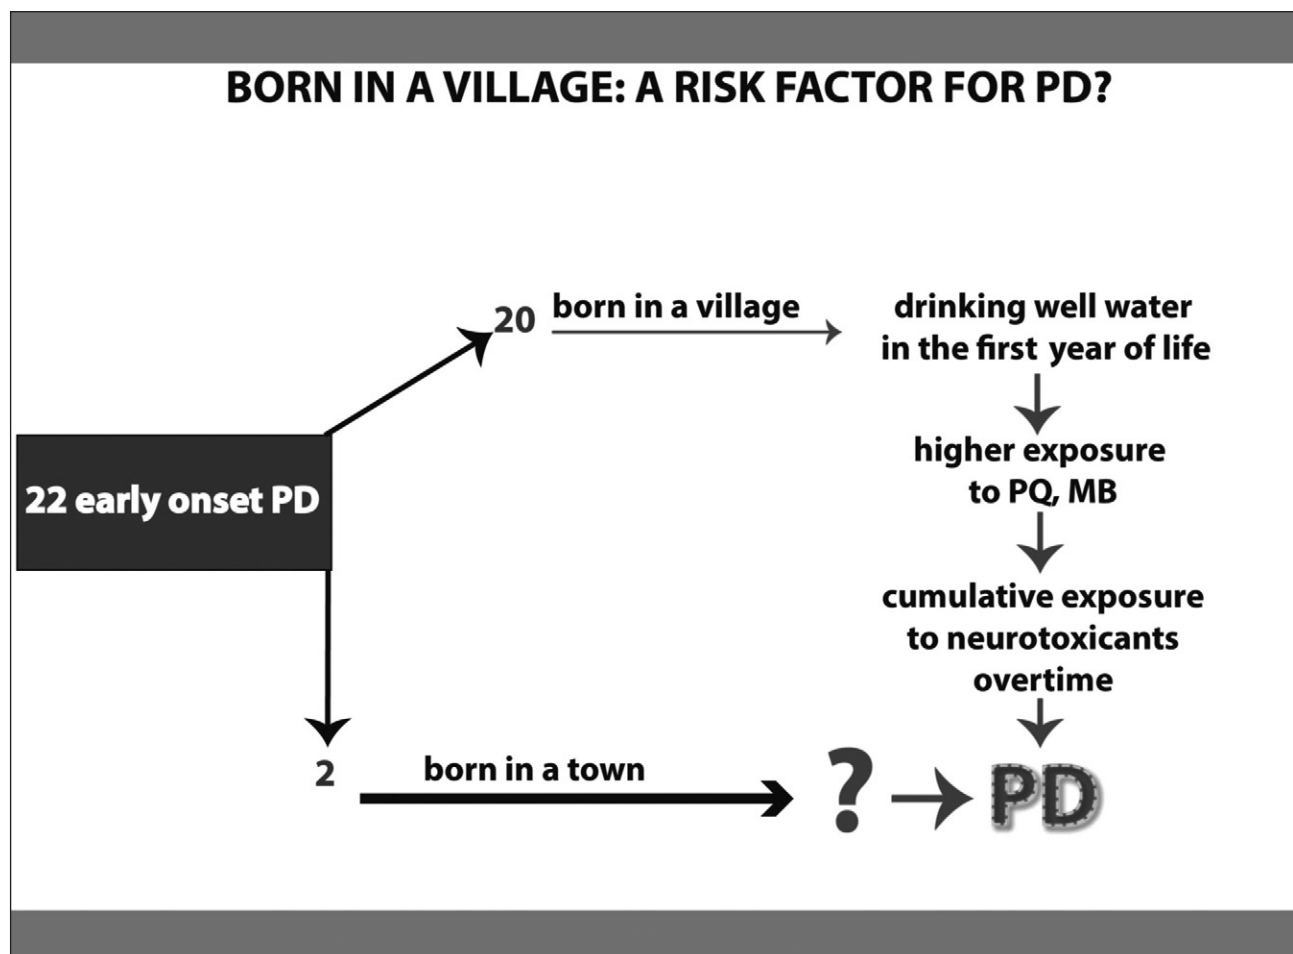 BORN IN A VILLAGE: A RISK FACTOR FOR PD?
20
born in a village
drinking well water
in the first year of life
higher exposure
to PQ, MB
22 early onset PD
cumulative exposure
to neurotoxicants
overtime
2
born in a town
?
PD